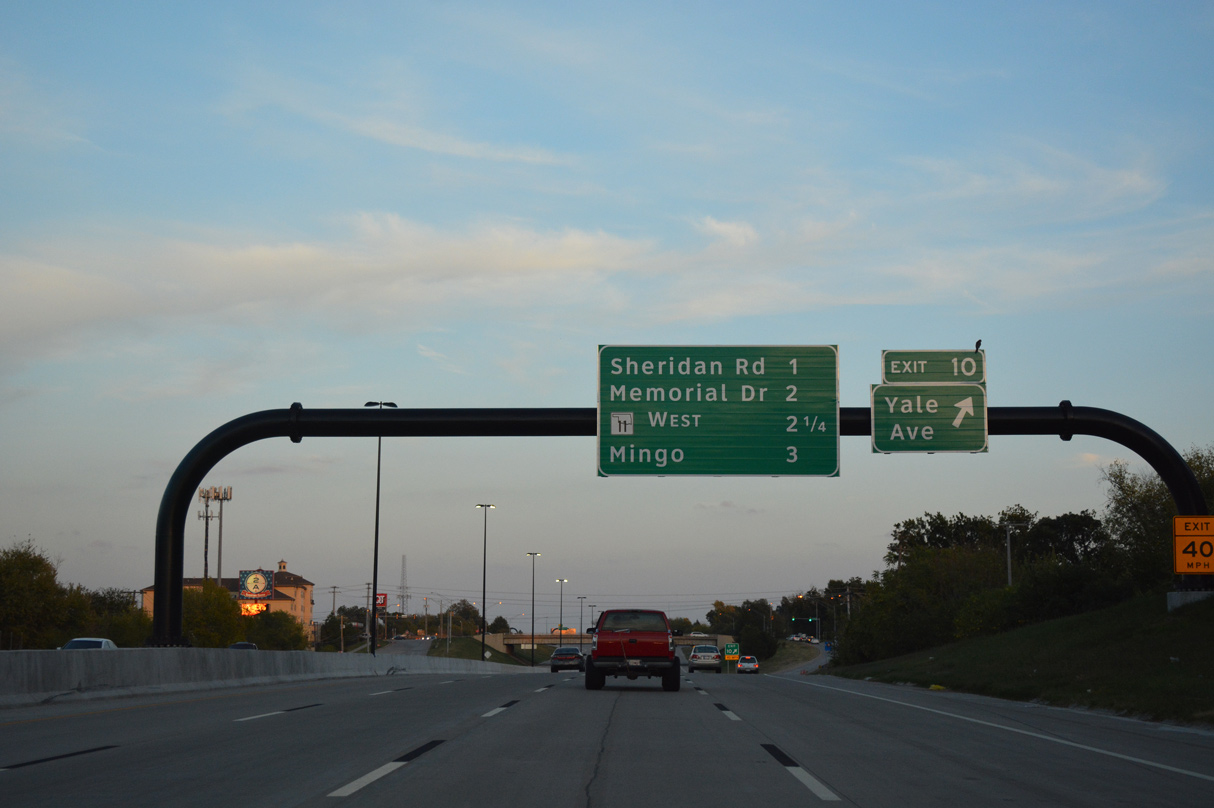 Sheridan Rd 1
Memorial Dr 2
WEST 2 1/4
Mingo 3
EXIT 10
Yale
Ave
EXIT
40
MPH